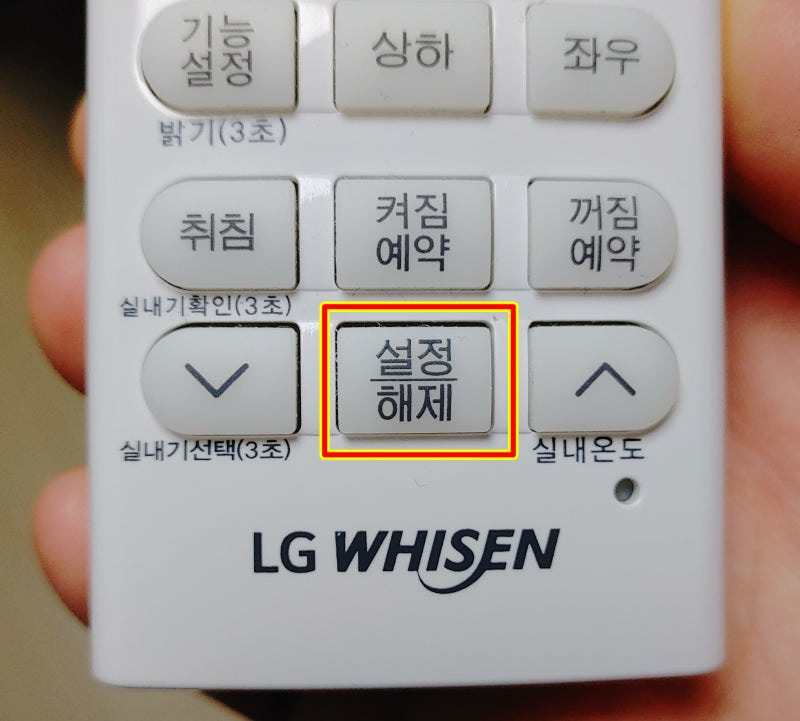 기능
설정
상하
좌우
밝기(3초)
취침
켜짐
예약
꺼짐
예약
실내기확인(3초)
설정
해제
실내기선택(3초)
실내온도
LG WHISEN